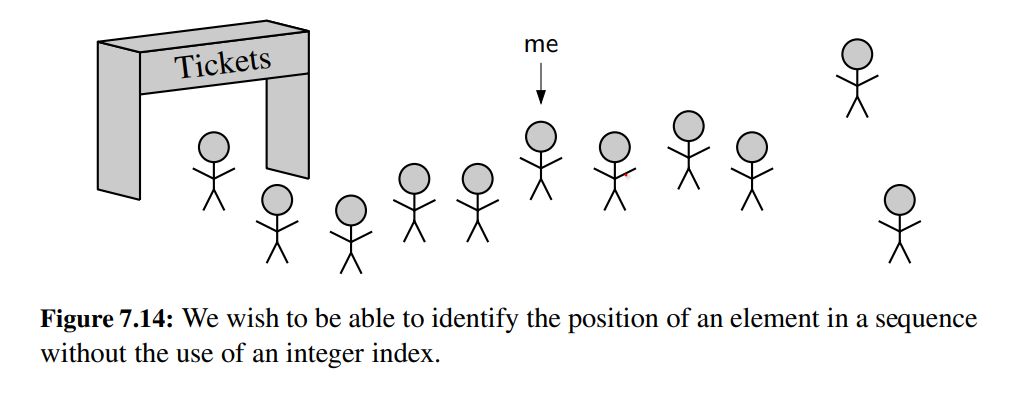 Tickets
me
Figure 7.14: We wish to be able to identify the position of an element in a sequence
without the use of an integer index.